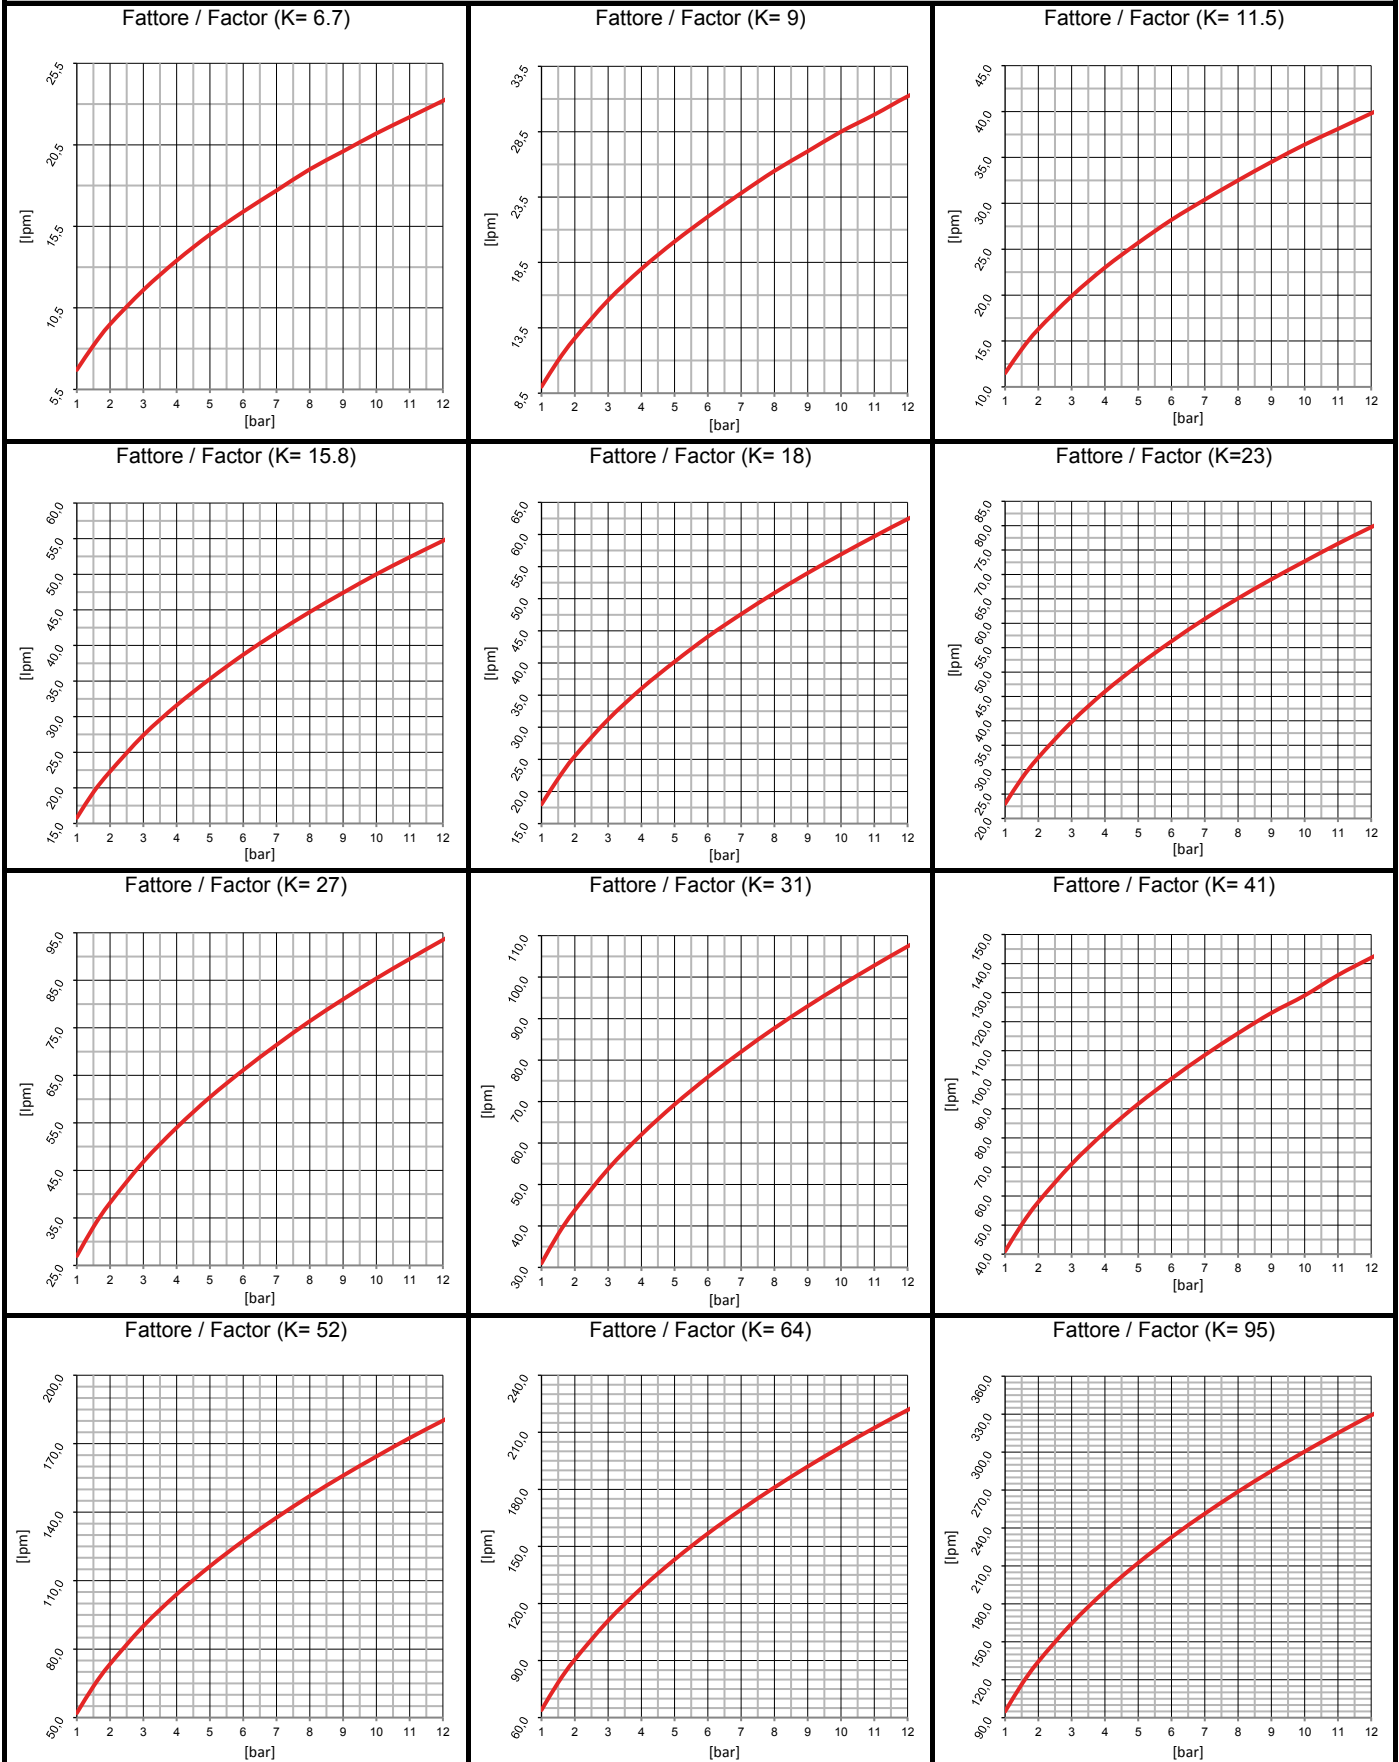 Fattore / Factor (K= 6.7)
25,5
20,5
15,5
10,5
5,5
[lpm]
1 2 3 4 5 6 7 8 9 10 11 12
[bar]
Fattore / Factor (K= 9)
33,5
28,5
23,5
18,5
13,5
8,5
[lpm]
1 2 3 4 5 6 7 8 9 10 11 12
[bar]
Fattore / Factor (K= 11.5)
45,0
40,0
35,0
30,0
25,0
20,0
15,0
10,0
[lpm]
1 2 3 4 5 6 7 8 9 10 11 12
[bar]
Fattore / Factor (K= 15.8)
60,0
55,0
50,0
45,0
40,0
35,0
30,0
25,0
20,0
15,0
[lpm]
1 2 3 4 5 6 7 8 9 10 11 12
[bar]
Fattore / Factor (K= 18)
65,0
60,0
55,0
50,0
45,0
40,0
35,0
30,0
25,0
20,0
15,0
[lpm]
1 2 3 4 5 6 7 8 9 10 11 12
[bar]
Fattore / Factor (K=23)
85,0
80,0
75,0
70,0
65,0
60,0
55,0
50,0
45,0
40,0
35,0
30,0
25,0
20,0
[lpm]
1 2 3 4 5 6 7 8 9 10 11 12
[bar]
Fattore / Factor (K= 27)
95,0
85,0
75,0
65,0
55,0
45,0
35,0
25,0
[lpm]
1 2 3 4 5 6 7 8 9 10 11 12
[bar]
Fattore / Factor (K= 31)
110,0
100,0
90,0
80,0
70,0
60,0
50,0
40,0
30,0
[lpm]
1 2 3 4 5 6 7 8 9 10 11 12
[bar]
Fattore / Factor (K= 41)
150,0
140,0
130,0
120,0
110,0
100,0
90,0
80,0
70,0
60,0
50,0
40,0
[lpm]
1 2 3 4 5 6 7 8 9 10 11 12
[bar]
Fattore / Factor (K= 52)
200,0
170,0
140,0
110,0
80,0
50,0
[lpm]
1 2 3 4 5 6 7 8 9 10 11 12
[bar]
Fattore / Factor (K= 64)
240,0
210,0
180,0
150,0
120,0
90,0
60,0
[lpm]
1 2 3 4 5 6 7 8 9 10 11 12
[bar]
Fattore / Factor (K= 95)
360,0
330,0
300,0
270,0
240,0
210,0
180,0
150,0
120,0
90,0
[lpm]
1 2 3 4 5 6 7 8 9 10 11 12
[bar]